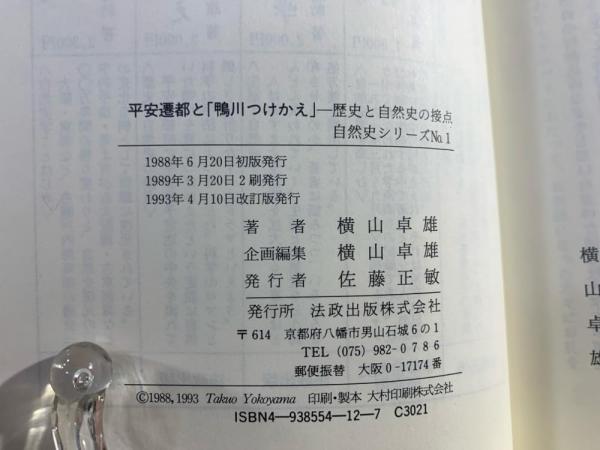 平安遷都と「鴨川つけかえ」―歴史と自然史の接点
自然史シリーズNo.1
1988年6月20日初版発行
1989年3月20日2刷発行
1993年4月10日改訂版発行
著者 横山卓雄
企画編集 横山卓雄
発行者 佐藤正敏
発行所 法政出版株式会社
〒614 京都府八幡市男山石城6の1
TEL (075) 982-0786
郵便振替 大阪0-17174番
©1988,1993 Takuo Yokoyama 印刷・製本 大村印刷株式会社
ISBN4-938554-12-7 C3021
横山卓雄